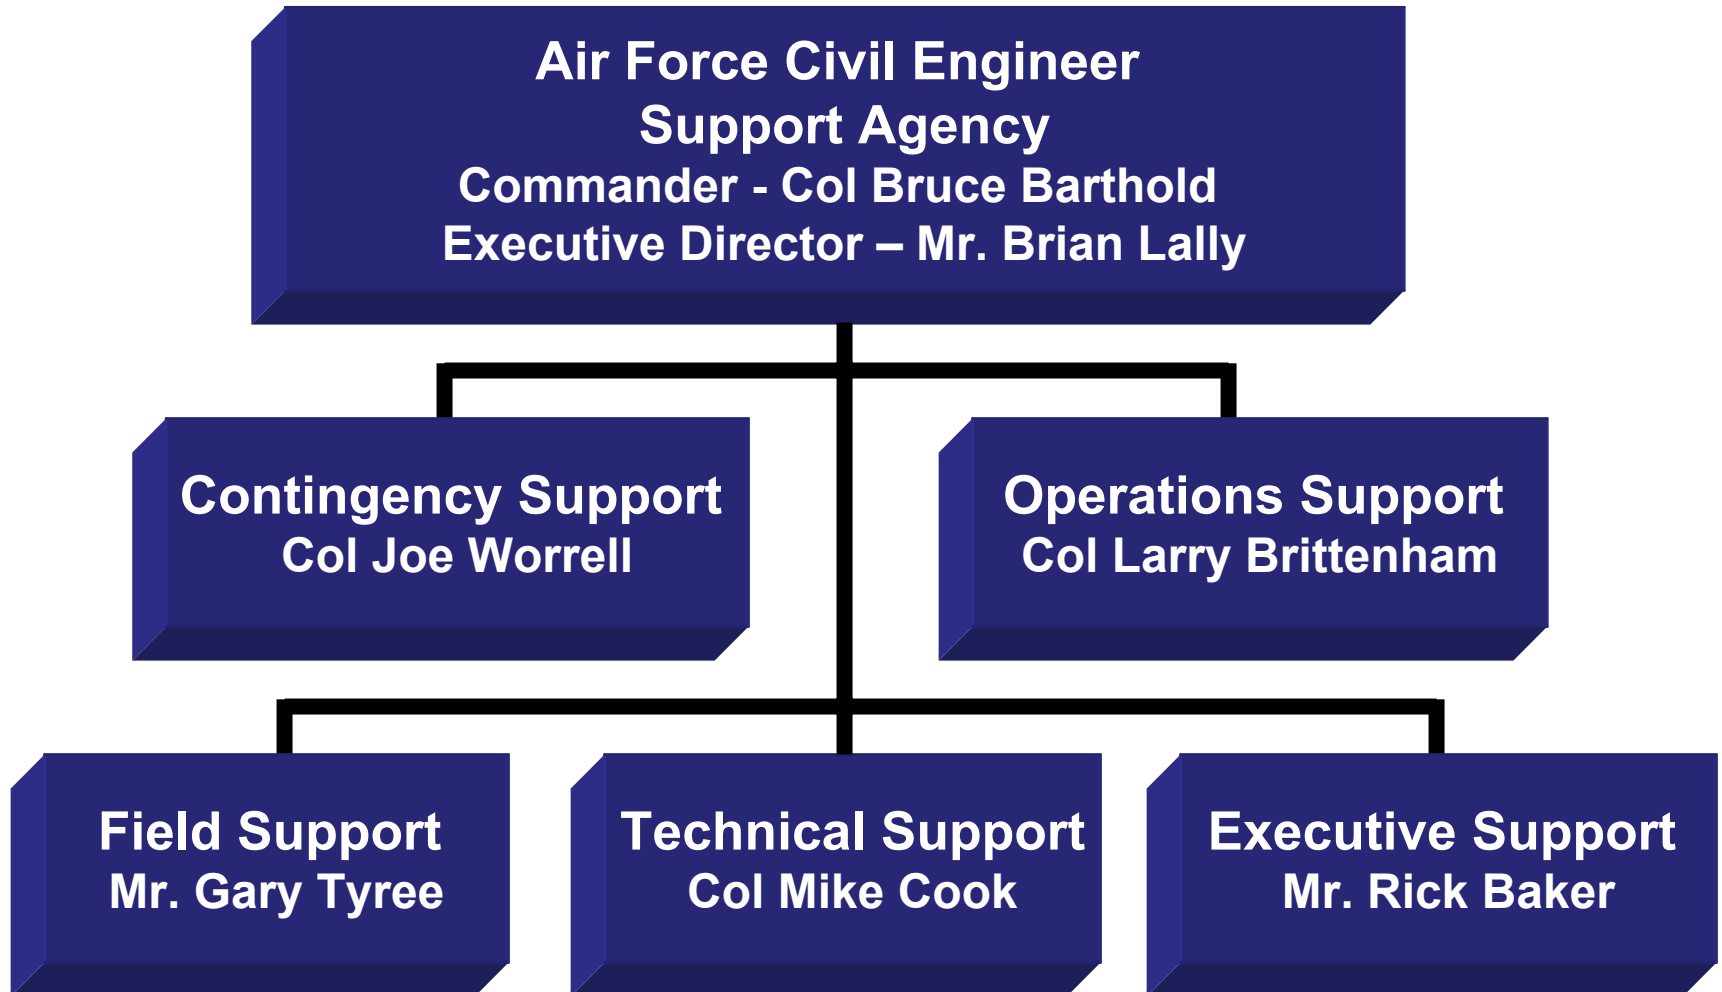 Air Force Civil Engineer
Support Agency
Commander - Col Bruce Barthold
Executive Director – Mr. Brian Lally
Contingency Support
Col Joe Worrell
Operations Support
Col Larry Brittenham
Field Support
Mr. Gary Tyree
Technical Support
Col Mike Cook
Executive Support
Mr. Rick Baker